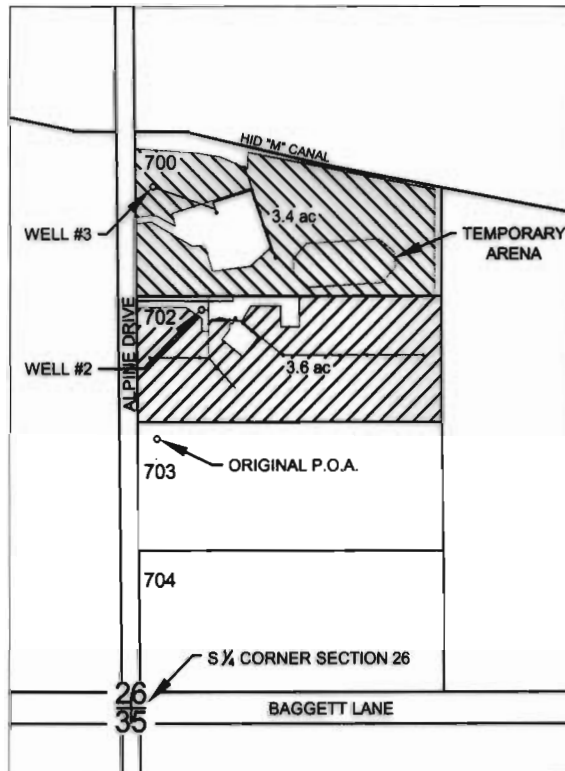 HID "M" CANAL
700
WELL #3
3.4 ac
TEMPORARY
ARENA
702
WELL #2
ALPINE DRIVE
3.6 ac
ORIGINAL P.O.A.
703
704
S ¼ CORNER SECTION 26
26
BAGGETT LANE
35